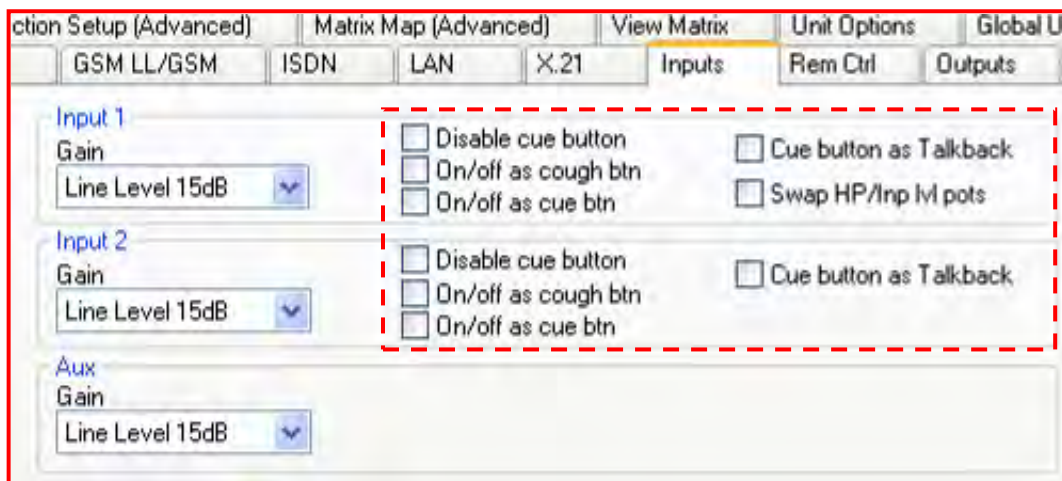 ction Setup (Advanced) Matrix Map (Advanced) View Matrix Unit Options Global U
GSM LL/GSM ISDN LAN X.21 Inputs Rem Ctrl Outputs
Input 1
Gain
Line Level 15dB
Disable cue button
On/off as cough btn
On/off as cue btn
Cue button as Talkback
Swap HP/Inp lvl pots
Input 2
Gain
Line Level 15dB
Disable cue button
On/off as cough btn
On/off as cue btn
Cue button as Talkback
Aux
Gain
Line Level 15dB